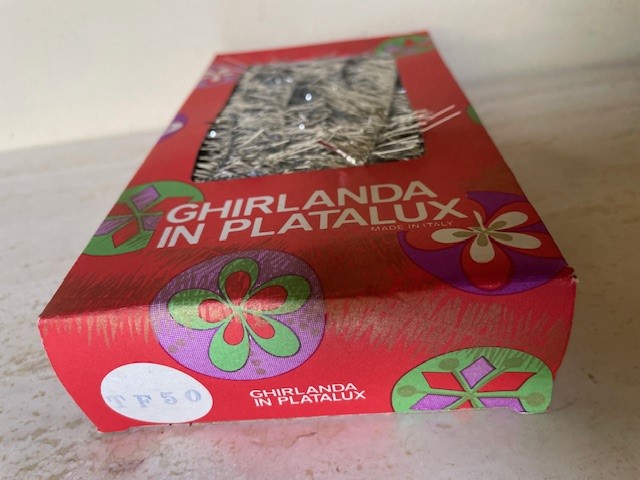 GHIRLANDA
IN PLATALUX
MADE IN ITALY
TF50
GHIRLANDA
IN PLATALUX